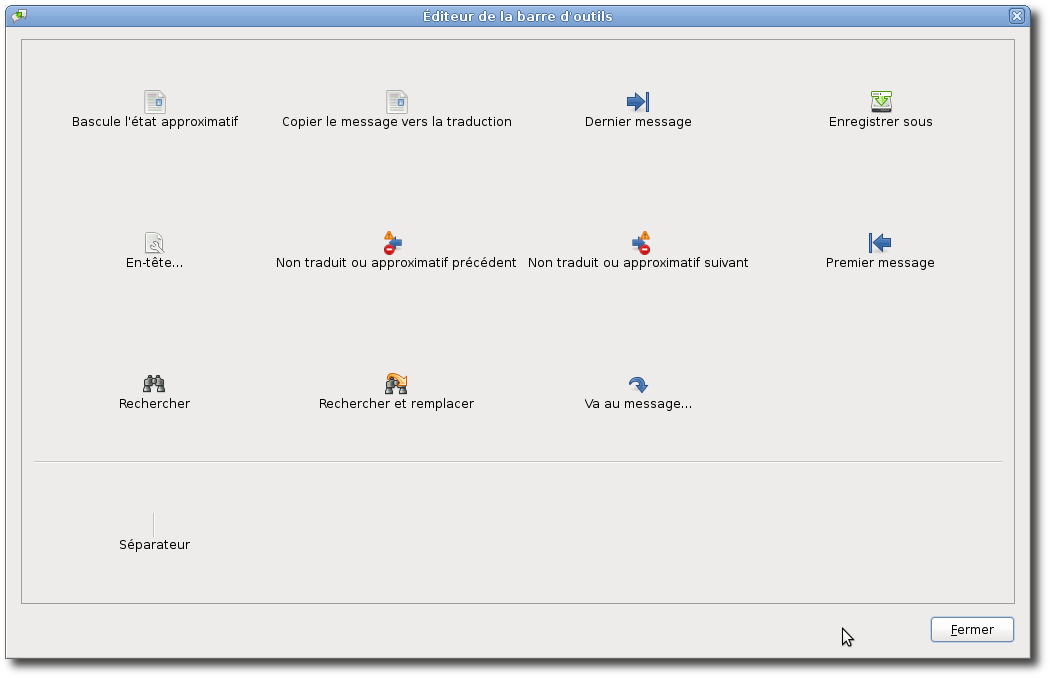 Éditeur de la barre d'outils
Bascule l'état approximatif
Copier le message vers la traduction
Dernier message
Enregistrer sous
En-tête...
Non traduit ou approximatif précédent
Non traduit ou approximatif suivant
Premier message
Rechercher
Rechercher et remplacer
Va au message...
Séparateur
Fermer